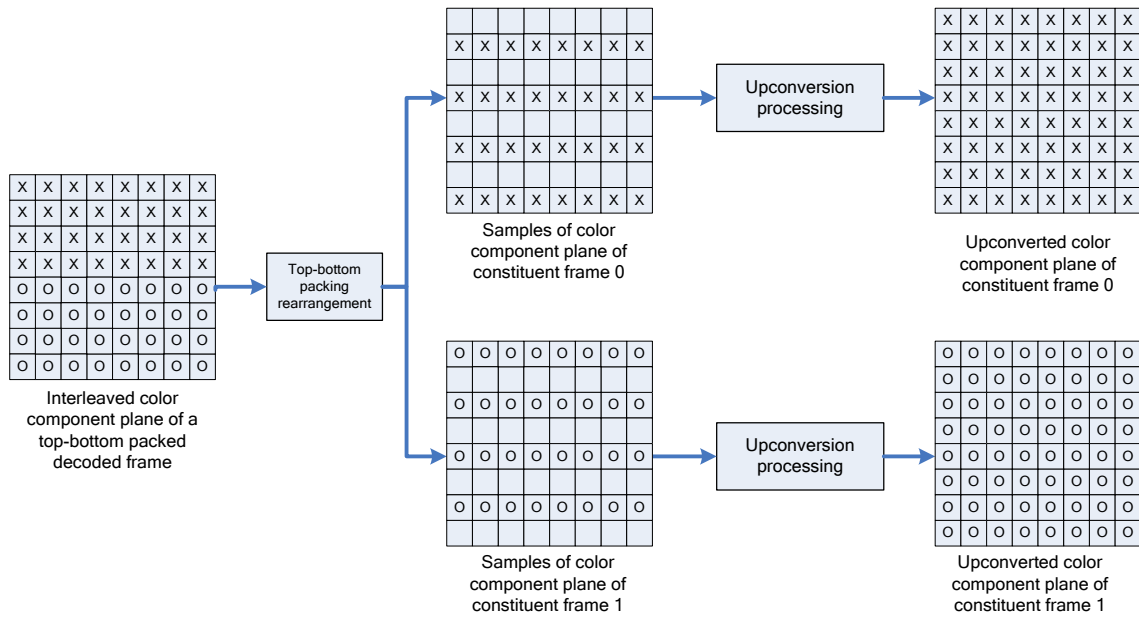 X X X X X X X X
X X X X X X X X
X X X X X X X X
X X X X X X X X
O O O O O O O O
O O O O O O O O
O O O O O O O O
O O O O O O O O
Interleaved color
component plane of a
top-bottom packed
decoded frame
Top-bottom
packing
rearrangement
X X X X X X X X
X X X X X X X X
X X X X X X X X
X X X X X X X X
Samples of color
component plane of
constituent frame 0
Upconversion
processing
X X X X X X X X
X X X X X X X X
X X X X X X X X
X X X X X X X X
X X X X X X X X
X X X X X X X X
X X X X X X X X
X X X X X X X X
Upconverted color
component plane of
constituent frame 0
O O O O O O O O
O O O O O O O O
O O O O O O O O
O O O O O O O O
Samples of color
component plane of
constituent frame 1
Upconversion
processing
O O O O O O O O
O O O O O O O O
O O O O O O O O
O O O O O O O O
O O O O O O O O
O O O O O O O O
O O O O O O O O
O O O O O O O O
Upconverted color
component plane of
constituent frame 1